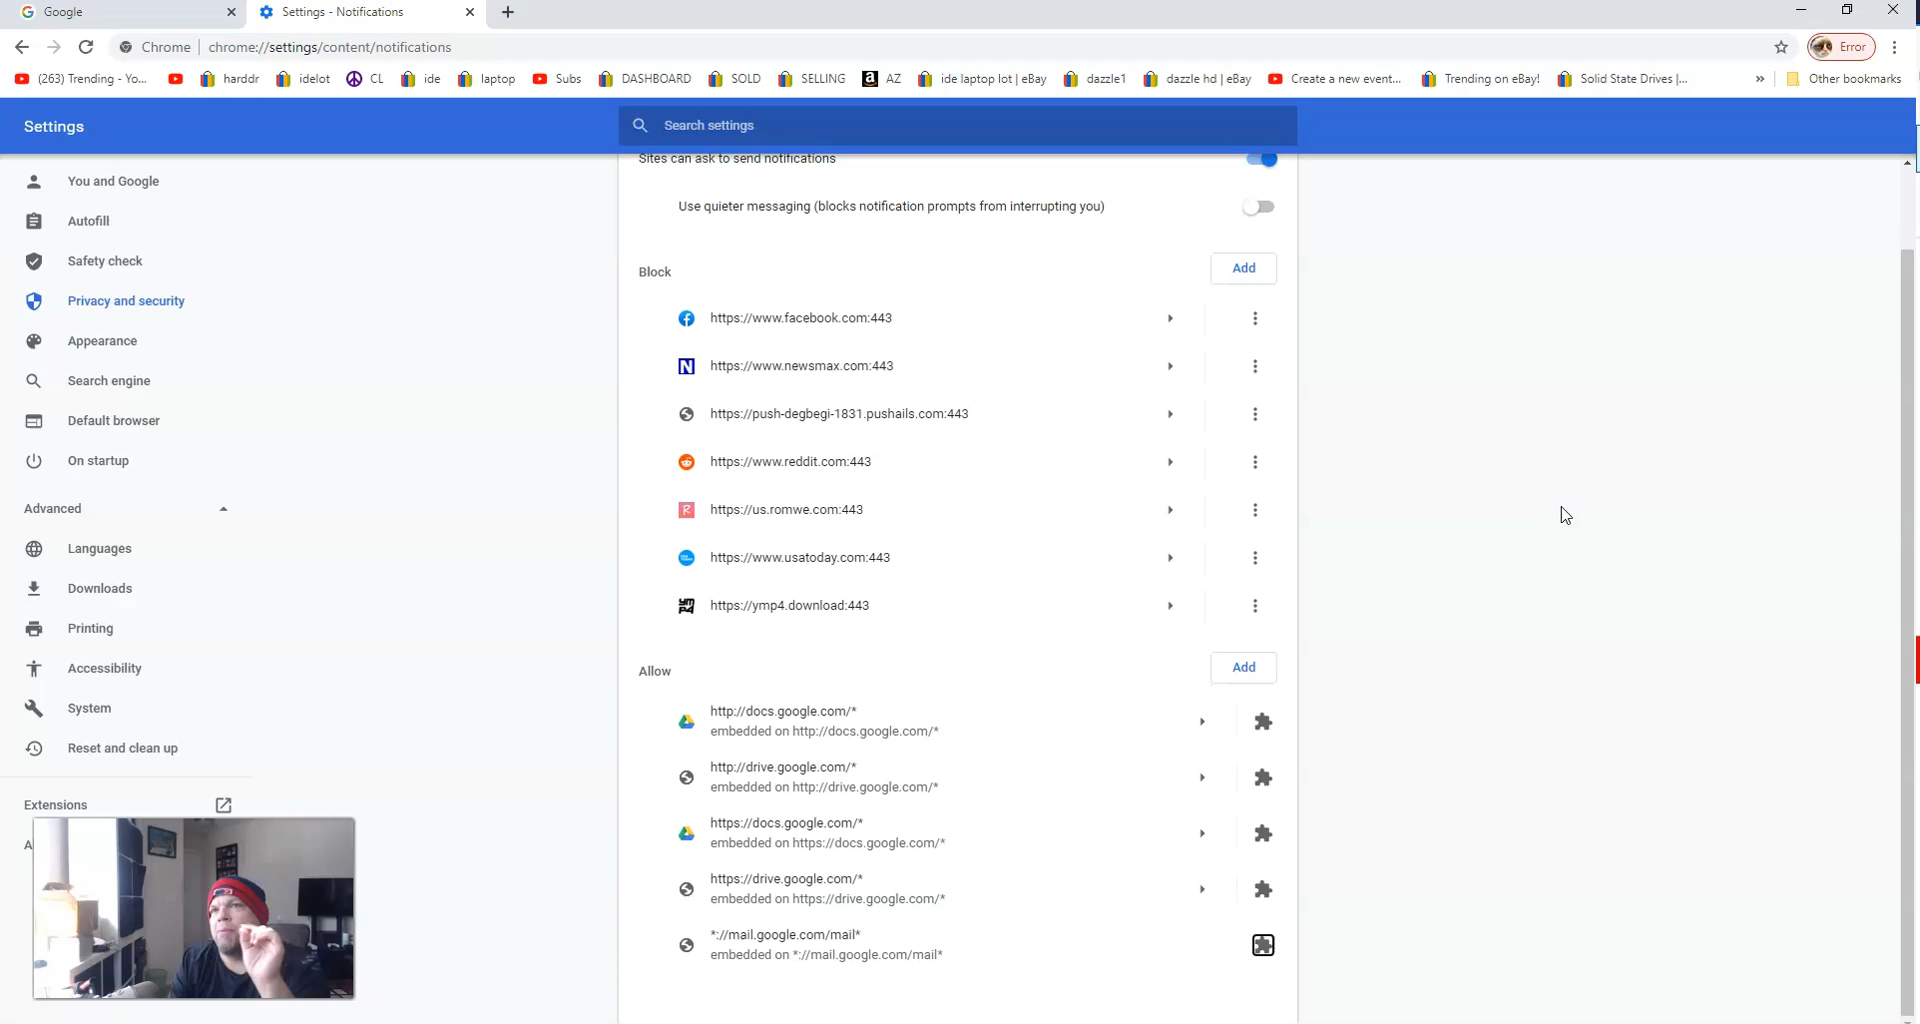 Google
Settings - Notifications
Chrome
chrome://settings/content/notifications
Error
(263) Trending - Yo...
harddr
idelot
CL
ide
laptop
Subs
DASHBOARD
SOLD
SELLING
AZ
ide laptop lot | eBay
dazzle1
dazzle hd | eBay
Create a new event...
Trending on eBay!
Solid State Drives |...
»
Other bookmarks
Settings
Search settings
You and Google
Autofill
Safety check
Privacy and security
Appearance
Search engine
Default browser
On startup
Advanced
Languages
Downloads
Printing
Accessibility
System
Reset and clean up
Extensions
A
Sites can ask to send notifications
Use quieter messaging (blocks notification prompts from interrupting you)
Block
Add
https://www.facebook.com:443
https://www.newsmax.com:443
https://push-degbegi-1831.pushails.com:443
https://www.reddit.com:443
https://us.romwe.com:443
https://www.usatoday.com:443
https://ymp4.download:443
Allow
Add
http://docs.google.com/*
embedded on http://docs.google.com/*
http://drive.google.com/*
embedded on http://drive.google.com/*
https://docs.google.com/*
embedded on https://docs.google.com/*
https://drive.google.com/*
embedded on https://drive.google.com/*
*://mail.google.com/mail*
embedded on *://mail.google.com/mail*